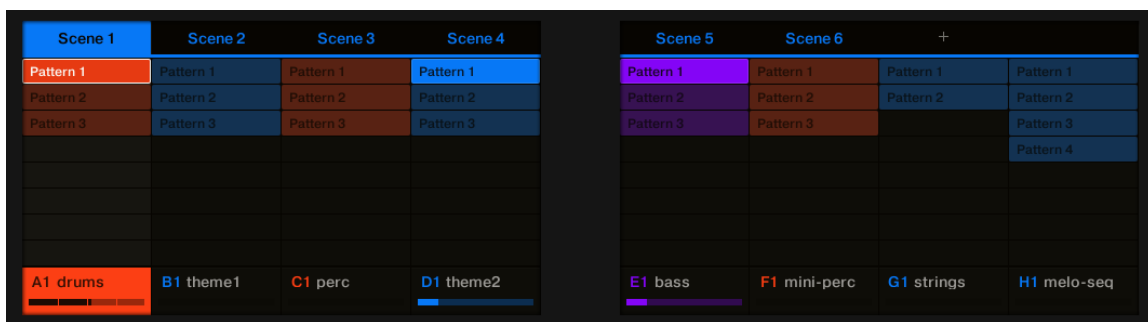 Scene 1 Scene 2 Scene 3 Scene 4 Scene 5 Scene 6 +
Pattern 1 Pattern 1 Pattern 1 Pattern 1 Pattern 1 Pattern 1 Pattern 1 Pattern 1
Pattern 2 Pattern 2 Pattern 2 Pattern 2 Pattern 2 Pattern 2 Pattern 2 Pattern 2
Pattern 3 Pattern 3 Pattern 3 Pattern 3 Pattern 3 Pattern 3 Pattern 3
Pattern 4
A1 drums B1 theme1 C1 perc D1 theme2 E1 bass F1 mini-perc G1 strings H1 melo-seq